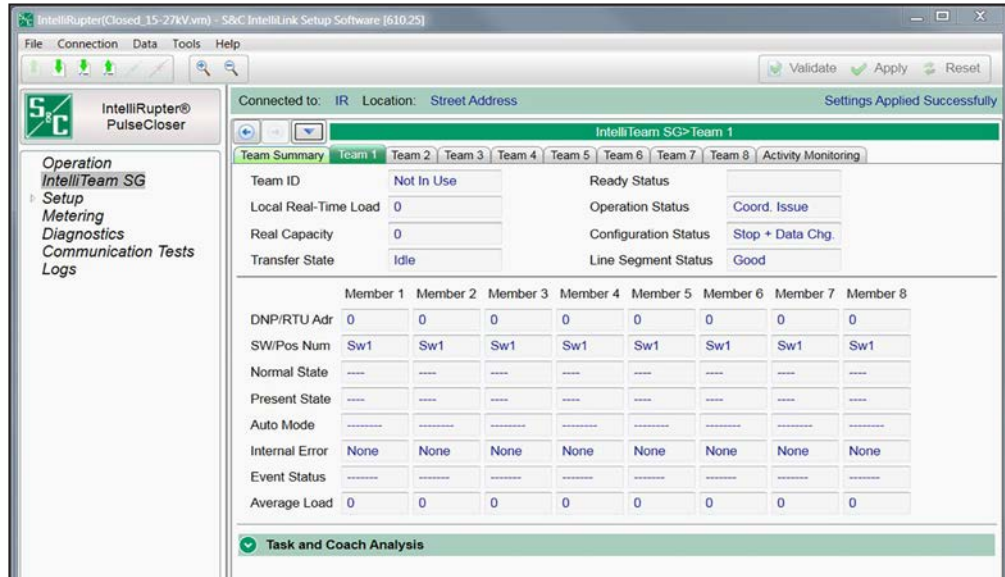 IntelliRupter(Closed_15-27kV.vm) - S&C IntelliLink Setup Software [610.25]
File Connection Data Tools Help
Validate Apply Reset
S&C
IntelliRupter®
PulseCloser
Operation
IntelliTeam SG
Setup
Metering
Diagnostics
Communication Tests
Logs
Connected to: IR Location: Street Address Settings Applied Successfully
IntelliTeam SG>Team 1
Team Summary Team 1 Team 2 Team 3 Team 4 Team 5 Team 6 Team 7 Team 8 Activity Monitoring
Team ID Not In Use Ready Status
Local Real-Time Load 0 Operation Status Coord. Issue
Real Capacity 0 Configuration Status Stop + Data Chg.
Transfer State Idle Line Segment Status Good
Member 1 Member 2 Member 3 Member 4 Member 5 Member 6 Member 7 Member 8
DNP/RTU Adr 0 0 0 0 0 0 0 0
SW/Pos Num Sw1 Sw1 Sw1 Sw1 Sw1 Sw1 Sw1 Sw1
Normal State ---- ---- ---- ---- ---- ---- ---- ----
Present State ---- ---- ---- ---- ---- ---- ---- ----
Auto Mode -------- -------- -------- -------- -------- -------- -------- --------
Internal Error None None None None None None None None
Event Status ------- ------- ------- ------- ------- ------- ------- -------
Average Load 0 0 0 0 0 0 0 0
Task and Coach Analysis